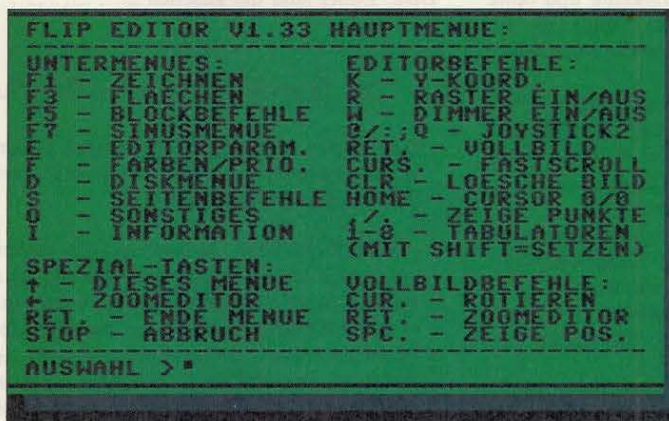 FLIP EDITOR V1.33 HAUPTMENUE:
UNTERMENUES:
F1 - ZEICHNEN
F3 - FLAECHEN
F5 - BLOCKBEFEHLE
F7 - SINUSMENUE
E - EDITORPARAM.
F - FARBEN/PRIO.
D - DISKMENUE
S - SEITENBEFEHLE
O - SONSTIGES
I - INFORMATION
EDITORBEFEHLE:
K - Y-KOORD.
R - RASTER EIN/AUS
W - DIMMER EIN/AUS
@/:;Q - JOYSTICK2
RET. - VOLLBILD
CURS. - FASTSCROLL
CLR - LOESCHE BILD
HOME - CURSOR 0/0
,/. - ZEIGE PUNKTE
1-8 - TABULATOREN
(MIT SHIFT=SETZEN)
SPEZIAL-TASTEN:
↑ - DIESES MENUE
← - ZOOMEDITOR
RET. - ENDE MENUE
STOP - ABBRUCH
VOLLBILDBEFEHLE:
CUR. - ROTIEREN
RET. - ZOOMEDITOR
SPC. - ZEIGE POS.
AUSWAHL >